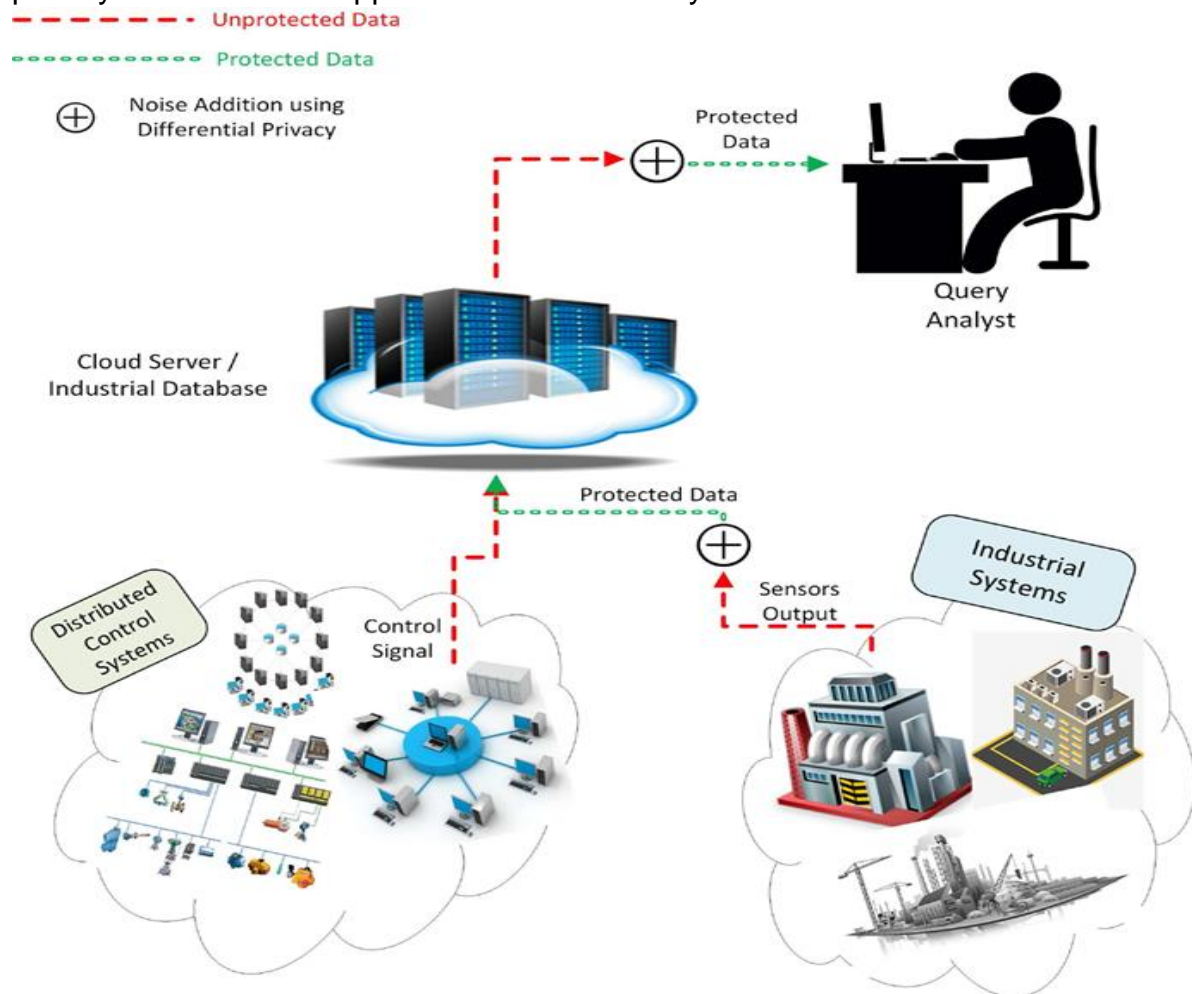 Unprotected Data
Protected Data
Noise Addition using
Differential Privacy
Protected
Data
Query
Analyst
Cloud Server /
Industrial Database
Protected Data
Sensors
Output
Industrial
Systems
Distributed
Control
Systems
Control
Signal